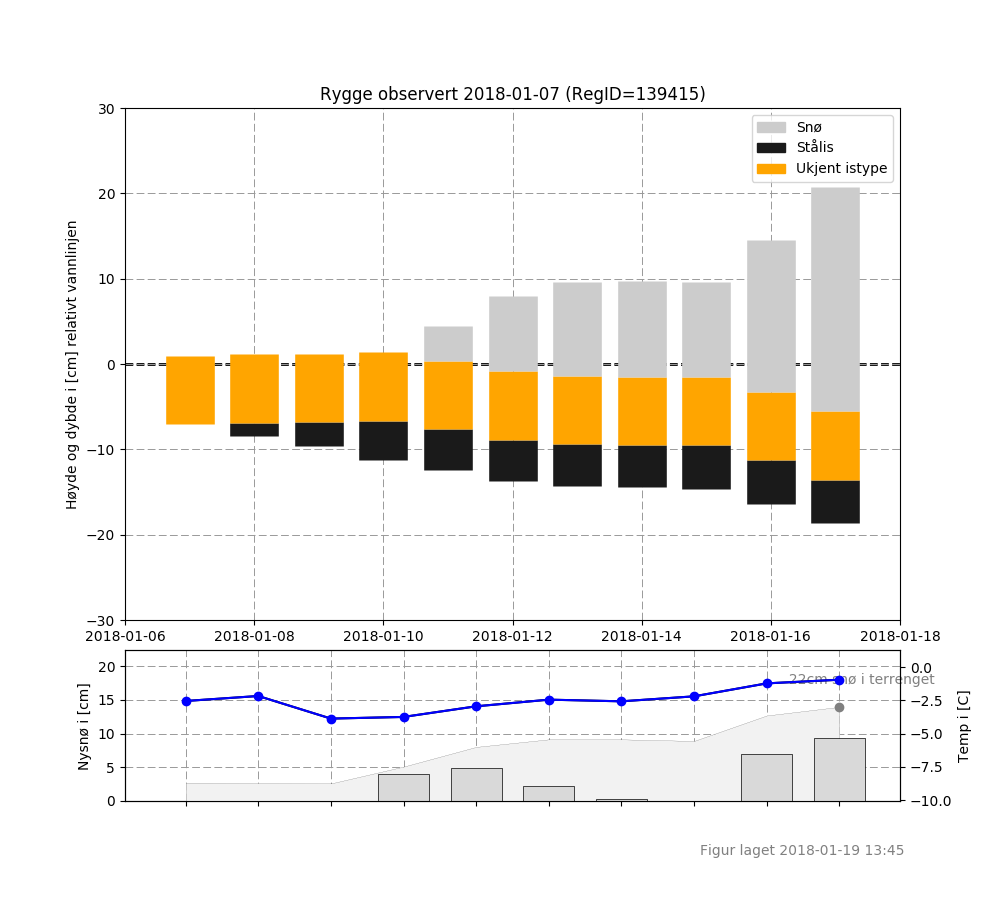 Rygge observert 2018-01-07 (RegID=139415)
Høyde og dybde i [cm] relativt vannlinjen
30
20
10
0
−10
−20
−30
Snø
Stålis
Ukjent istype
2018-01-06 2018-01-08 2018-01-10 2018-01-12 2018-01-14 2018-01-16 2018-01-18
Nysnø i [cm]
20
15
10
5
0
22cm snø i terrenget
0.0
−2.5
−5.0
−7.5
−10.0
Temp i [C]
Figur laget 2018-01-19 13:45